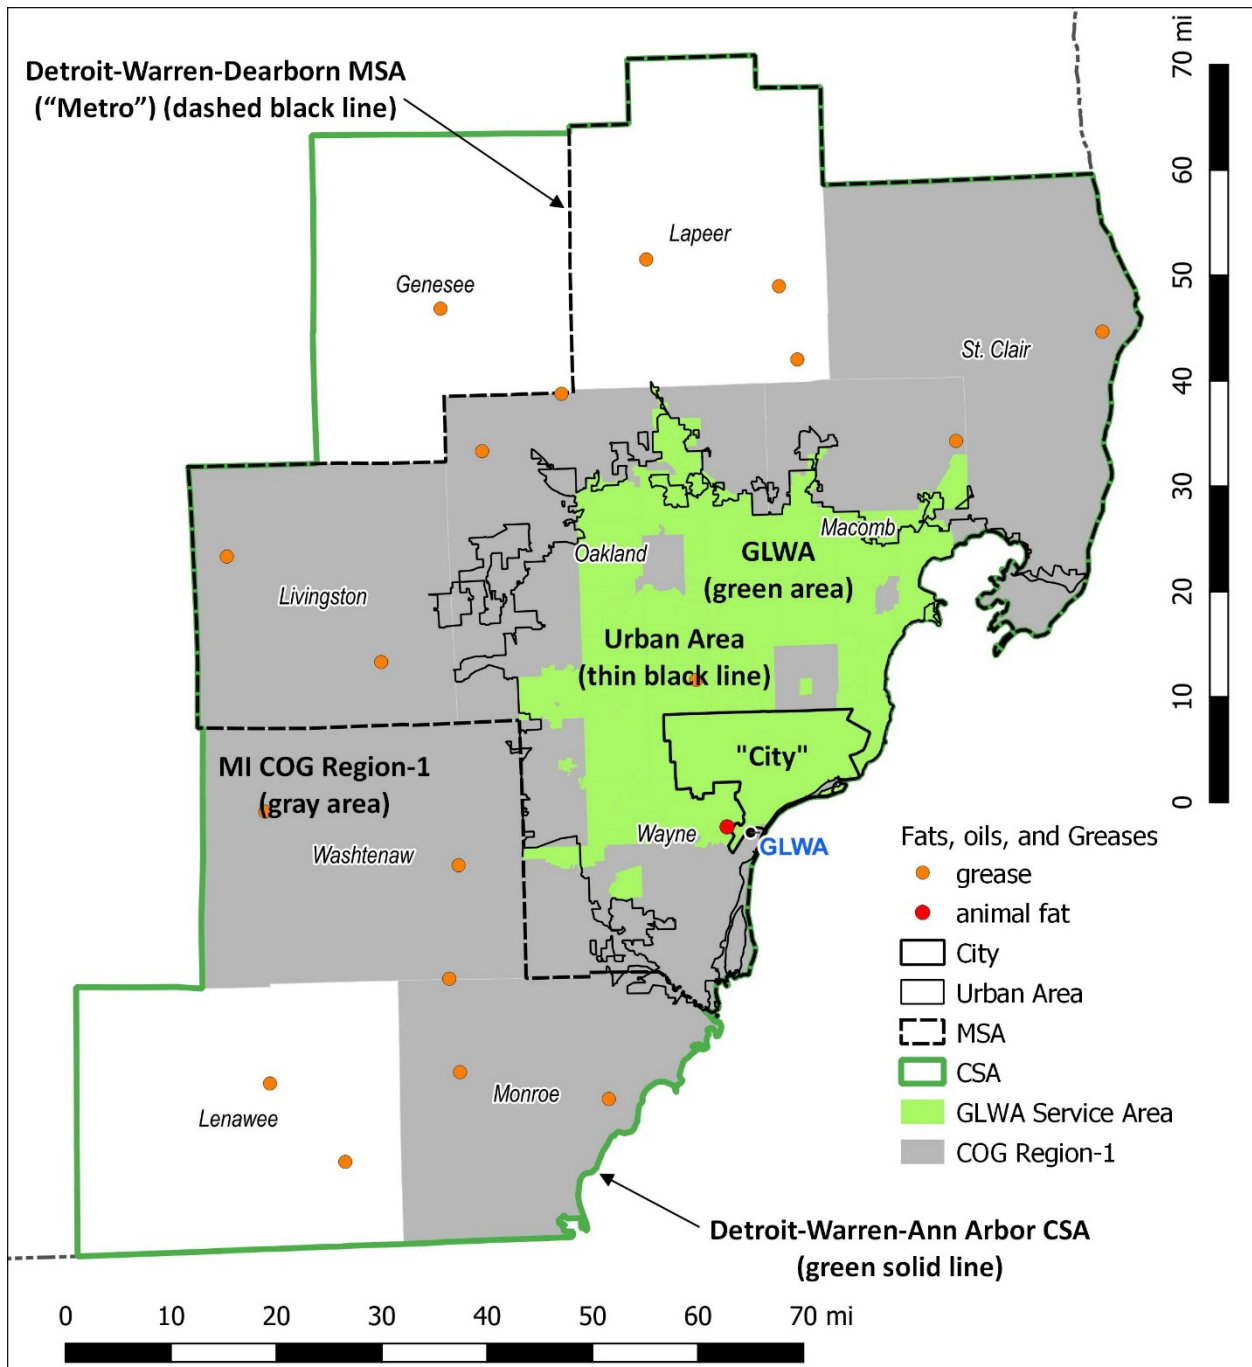 Detroit-Warren-Dearborn MSA
(“Metro”) (dashed black line)
70 mi
60
50
40
30
20
10
0
Lapeer
Genesee
St. Clair
Macomb
Oakland
GLWA
(green area)
Livingston
Urban Area
(thin black line)
"City"
MI COG Region-1
(gray area)
Wayne
GLWA
Washtenaw
Fats, oils, and Greases
grease
animal fat
City
Urban Area
MSA
CSA
GLWA Service Area
COG Region-1
Monroe
Lenawee
Detroit-Warren-Ann Arbor CSA
(green solid line)
0 10 20 30 40 50 60 70 mi